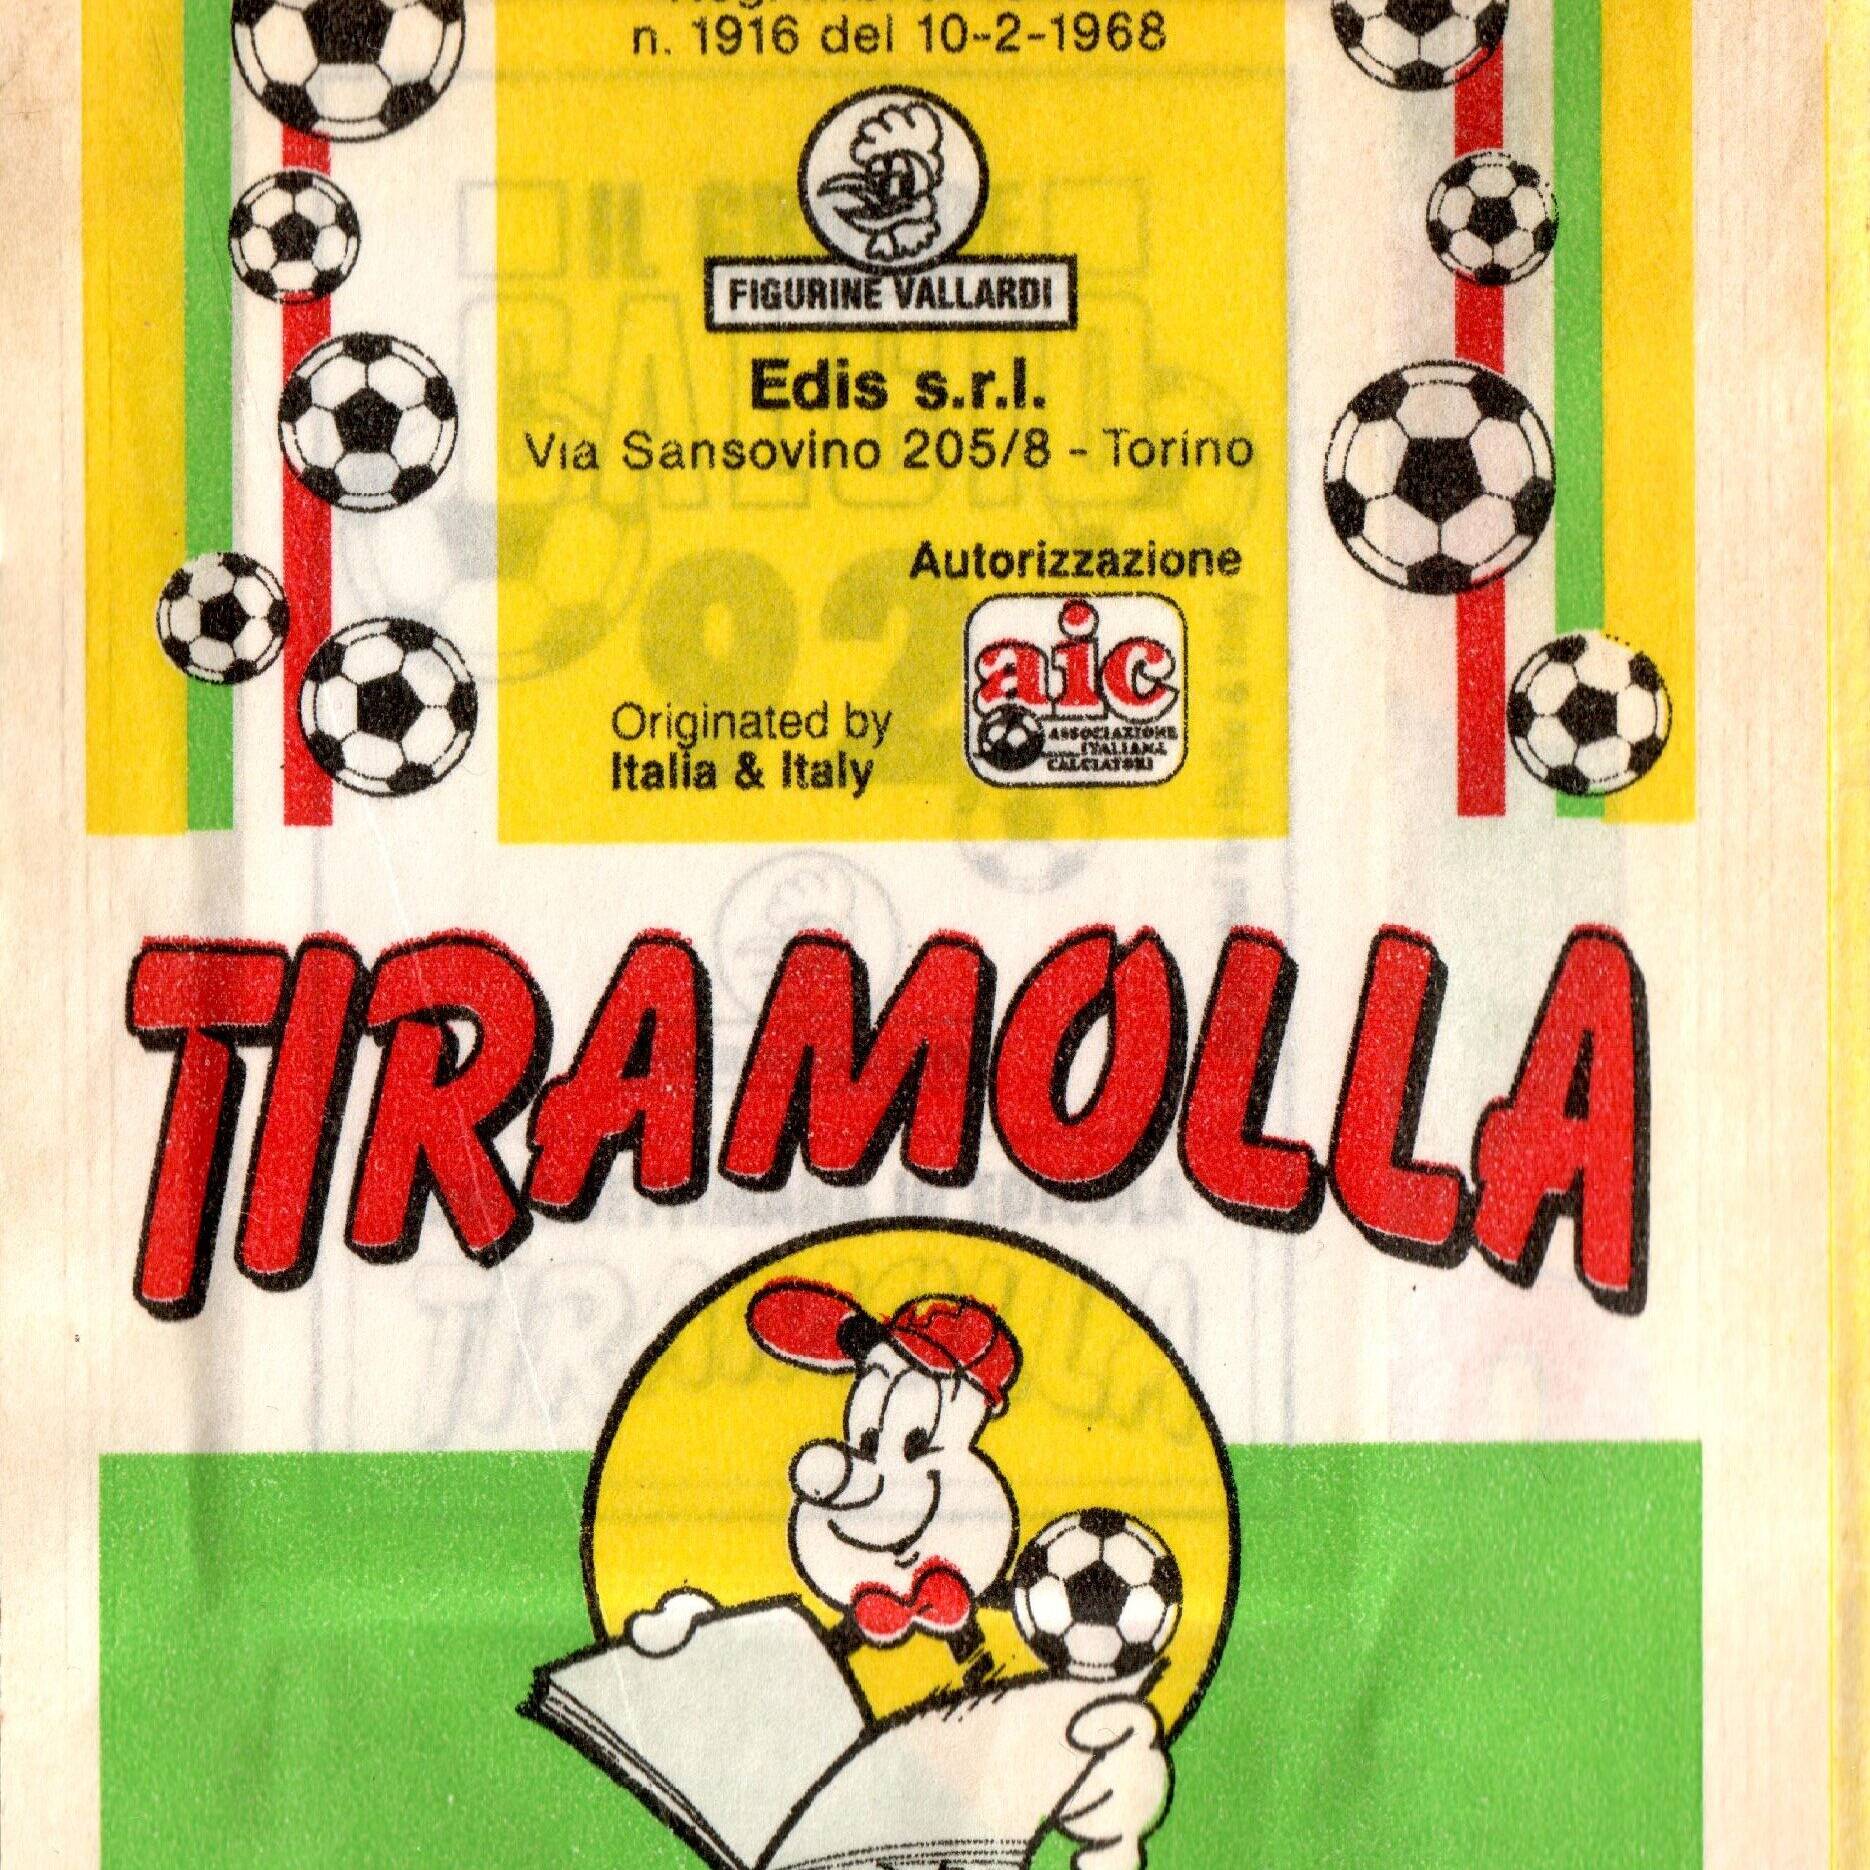 n. 1916 del 10-2-1968
FIGURINE VALLARDI
Edis s.r.l.
Via Sansovino 205/8 - Torino
Autorizzazione
aic
ASSOCIAZIONE
ITALIANA
CALCIATORI
Originated by
Italia & Italy
TIRAMOLLA